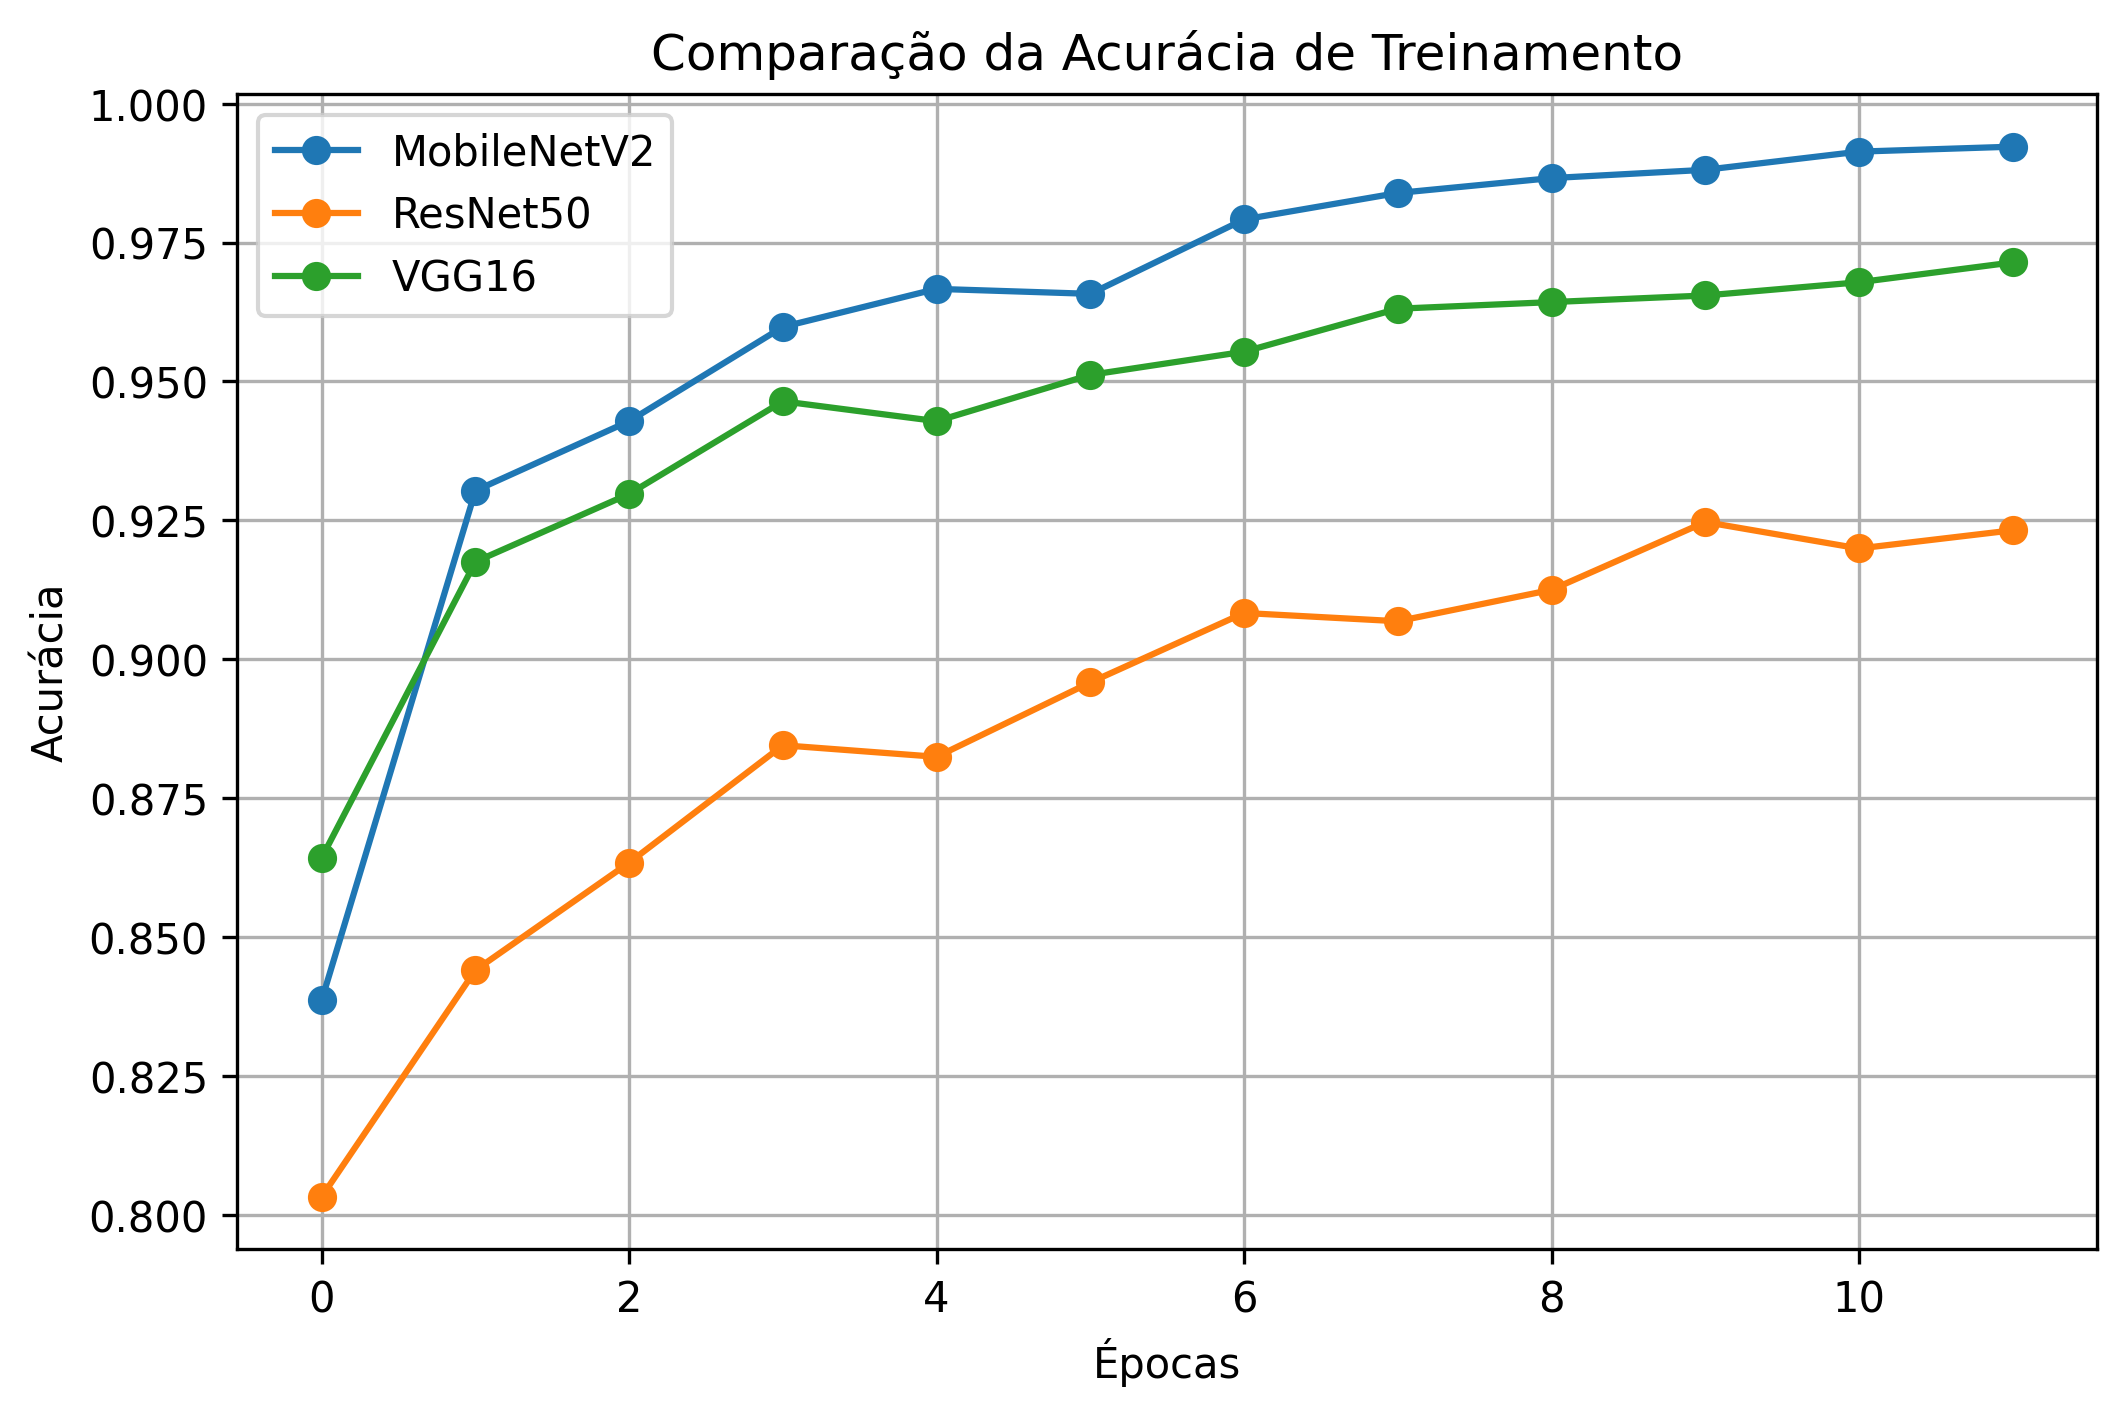 Comparação da Acurácia de Treinamento
1.000
0.975
0.950
0.925
0.900
0.875
0.850
0.825
0.800
Acurácia
MobileNetV2
ResNet50
VGG16
0 2 4 6 8 10
Épocas